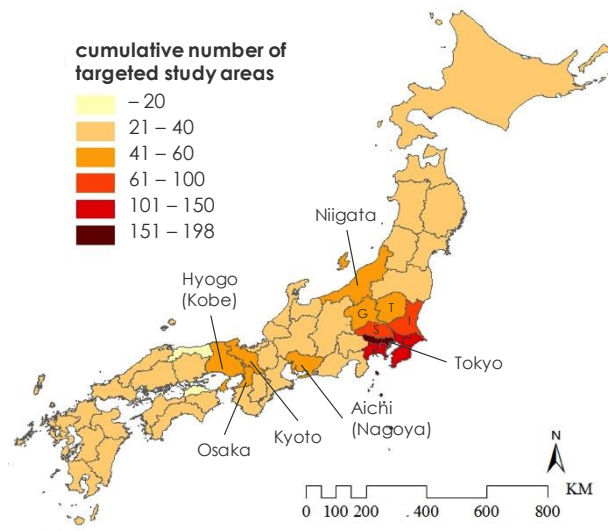 cumulative number of
targeted study areas
– 20
21 – 40
41 – 60
61 – 100
101 – 150
151 – 198
Niigata
Hyogo
(Kobe)
G
T
I
S
Tokyo
Aichi
(Nagoya)
Kyoto
Osaka
N
KM
0 100 200 400 600 800